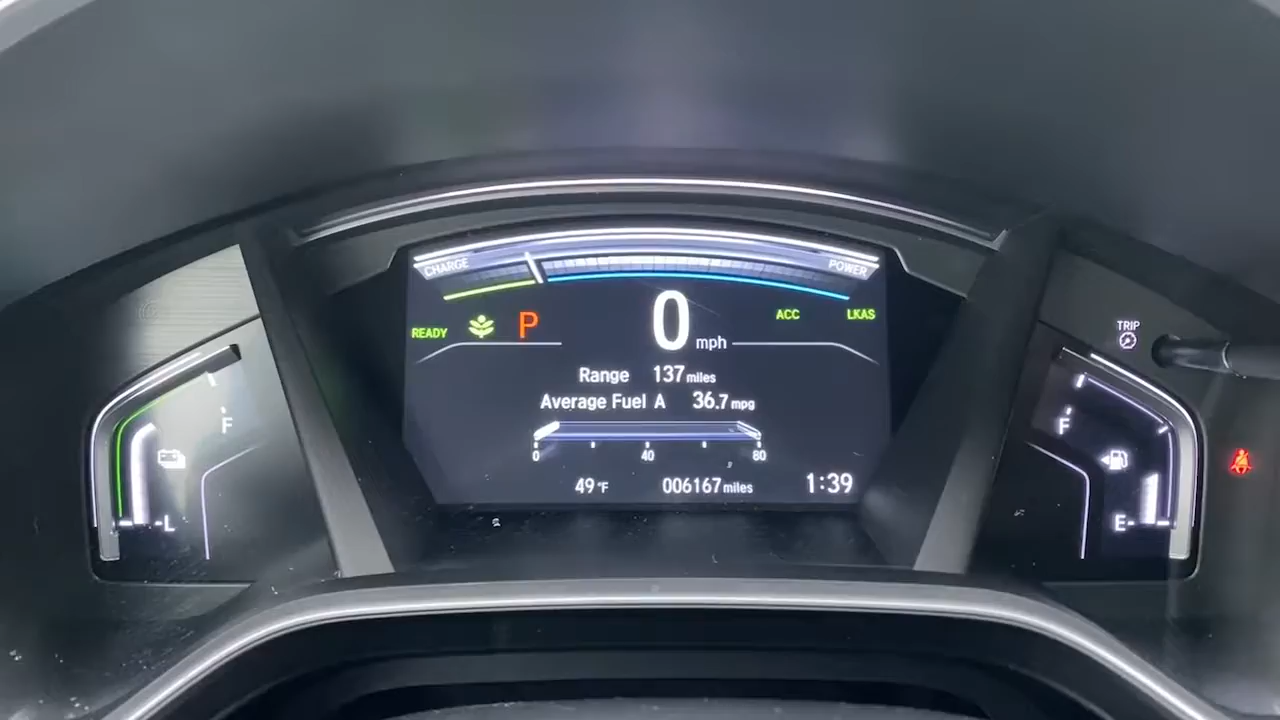 CHARGE
POWER
READY
P
0 mph
ACC
LKAS
Range 137 miles
Average Fuel A 36.7 mpg
0 40 80
49 °F
006167 miles
1:39
F
L
TRIP
F
E